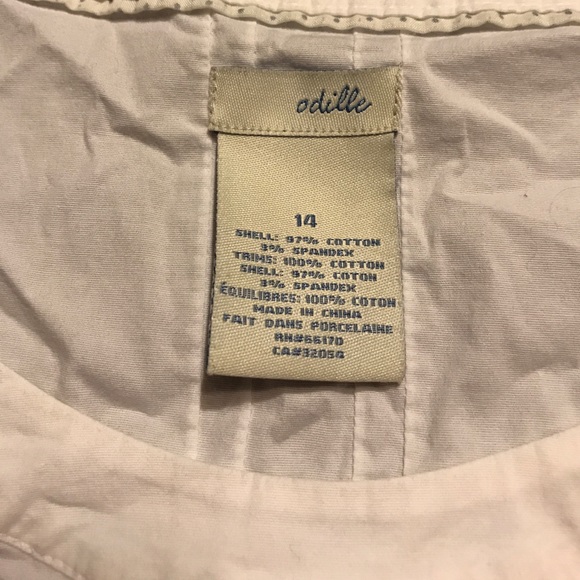 odille
14
SHELL: 97% COTTON
3% SPANDEX
TRIMS: 100% COTTON
SHELL: 97% COTON
3% SPANDEX
ÉQUILIBRES: 100% COTON
MADE IN CHINA
FAIT DANS PORCELAINE
RN#66170
CA#32054